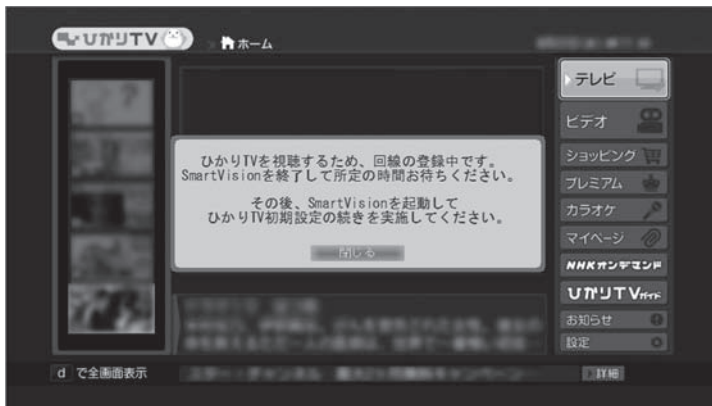 ひかりTV
ホーム
テレビ
ビデオ
ショッピング
プレミアム
カラオケ
マイページ
NHKオンデマンド
ひかりTVガイド
お知らせ
設定
ひかりTVを視聴するため、回線の登録中です。
SmartVisionを終了して所定の時間お待ちください。
その後、SmartVisionを起動して
ひかりTV初期設定の続きを実施してください。
閉じる
d で全画面表示
詳細